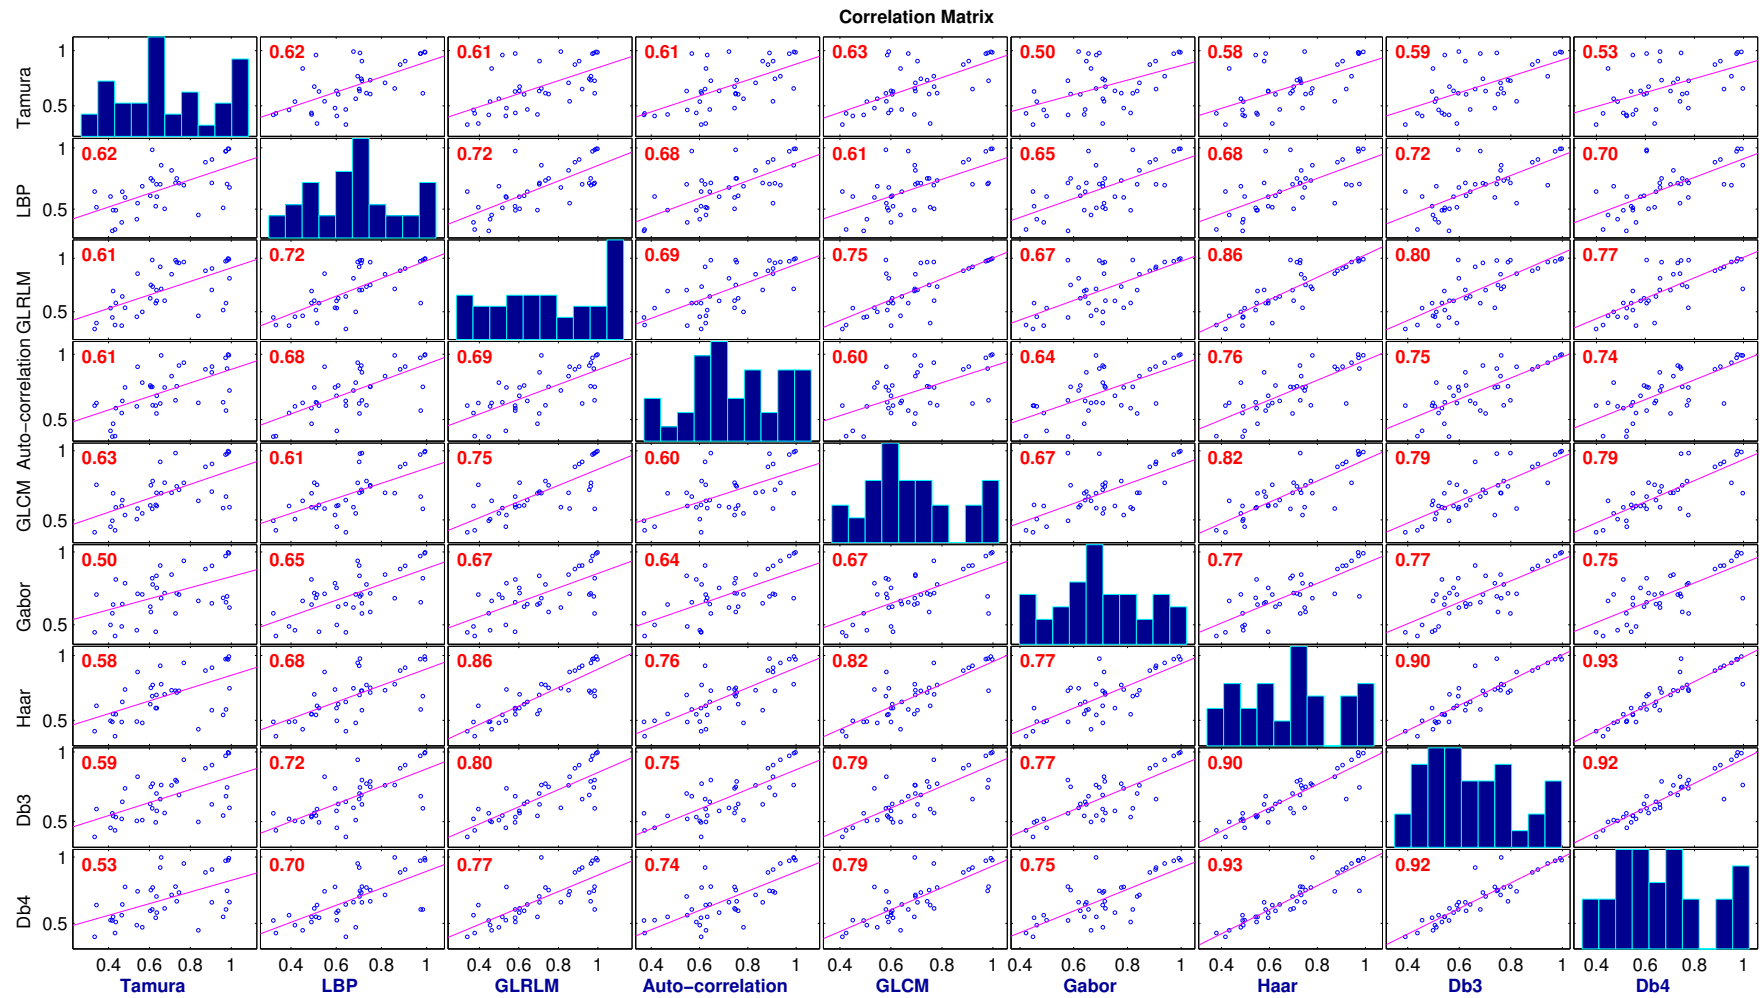 Correlation Matrix
Tamura 1 0.5 0.62 0.61 0.61 0.63 0.50 0.58 0.59 0.53
LBP 1 0.5 0.62 0.72 0.68 0.61 0.65 0.68 0.72 0.70
GLRLM 1 0.5 0.61 0.72 0.69 0.75 0.67 0.86 0.80 0.77
Auto-correlation 1 0.5 0.61 0.68 0.69 0.60 0.64 0.76 0.75 0.74
GLCM 1 0.5 0.63 0.61 0.75 0.60 0.67 0.82 0.79 0.79
Gabor 1 0.5 0.50 0.65 0.67 0.64 0.67 0.77 0.77 0.75
Haar 1 0.5 0.58 0.68 0.86 0.76 0.82 0.77 0.90 0.93
Db3 1 0.5 0.59 0.72 0.80 0.75 0.79 0.77 0.90 0.92
Db4 1 0.5 0.53 0.70 0.77 0.74 0.79 0.75 0.93 0.92
0.4 0.6 0.8 1 0.4 0.6 0.8 1 0.4 0.6 0.8 1 0.4 0.6 0.8 1 0.4 0.6 0.8 1 0.4 0.6 0.8 1 0.4 0.6 0.8 1 0.4 0.6 0.8 1 0.4 0.6 0.8 1
Tamura LBP GLRLM Auto-correlation GLCM Gabor Haar Db3 Db4